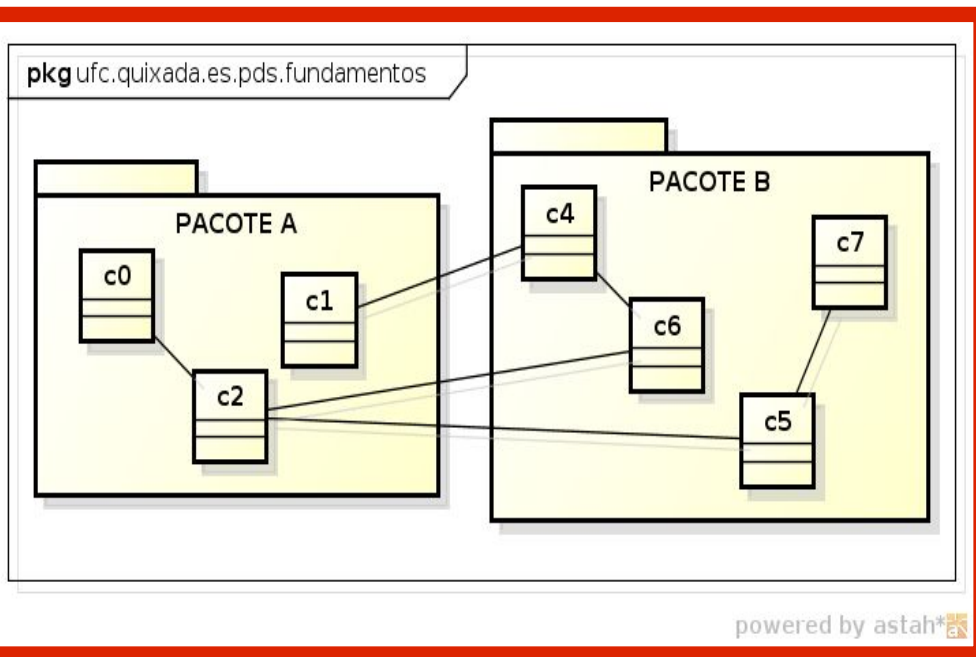 pkg ufc.quixada.es.pds.fundamentos
PACOTE A
c0
c1
c2
PACOTE B
c4
c7
c6
c5
powered by astah*